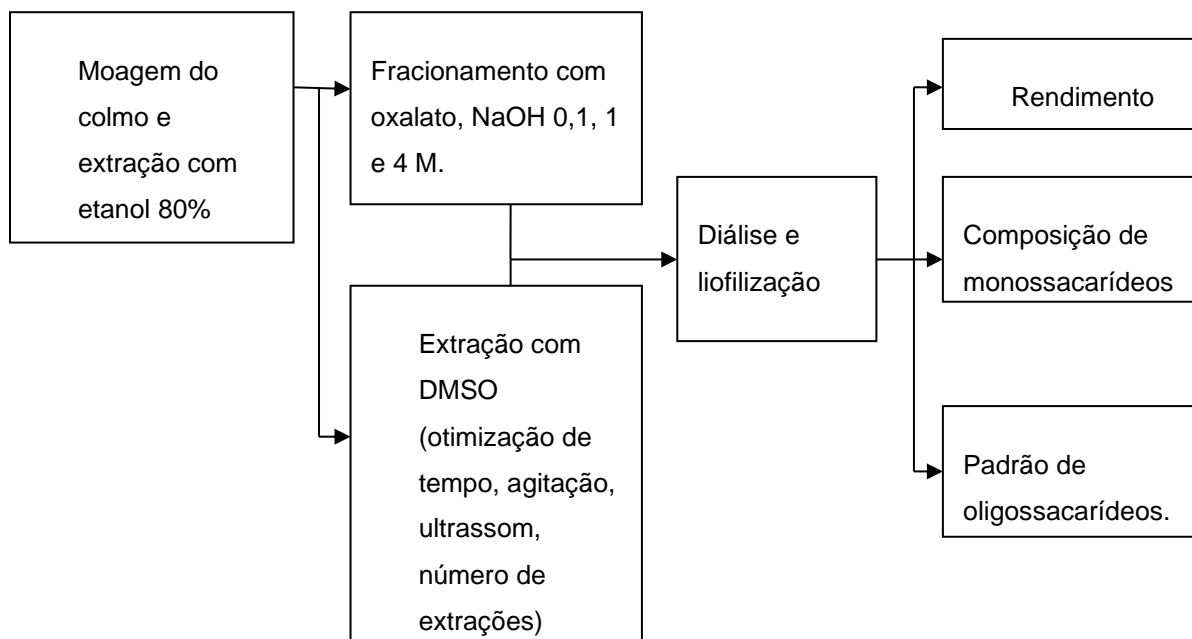 Moagem do
colmo e
extração com
etanol 80%
Fracionamento com
oxalato, NaOH 0,1, 1
e 4 M.
Extração com
DMSO
(otimização de
tempo, agitação,
ultrassom,
número de
extrações)
Diálise e
liofilização
Rendimento
Composição de
monossacarídeos
Padrão de
oligossacarídeos.